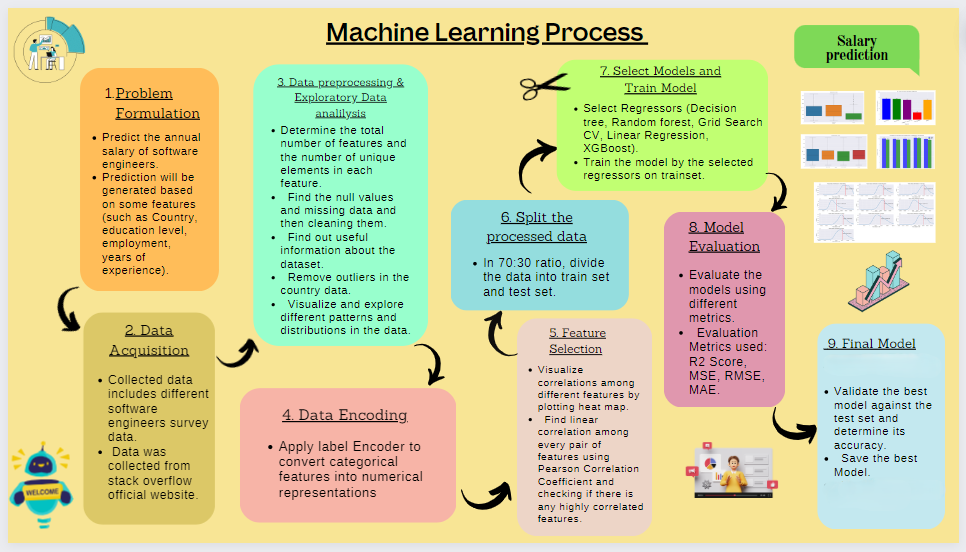 Machine Learning Process
Salary
prediction
1.Problem
Formulation
• Predict the annual
salary of software
engineers.
• Prediction will be
generated based
on some features
(such as Country,
education level,
employment,
years of
experience).
2. Data
Acquisition
• Collected data
includes different
software
engineers survey
data.
• Data was
collected from
stack overflow
official website.
3. Data preprocessing &
Exploratory Data
analilysis
• Determine the total
number of features and
the number of unique
elements in each
feature.
• Find the null values
and missing data and
then cleaning them.
• Find out useful
information about the
dataset.
• Remove outliers in the
country data.
• Visualize and explore
different patterns and
distributions in the data.
4. Data Encoding
• Apply label Encoder to
convert categorical
features into numerical
representations
5. Feature
Selection
• Visualize
correlations among
different features by
plotting heat map.
• Find linear
correlation among
every pair of
features using
Pearson Correlation
Coefficient and
checking if there is
any highly correlated
features.
6. Split the
processed data
• In 70:30 ratio, divide
the data into train set
and test set.
7. Select Models and
Train Model
• Select Regressors (Decision
tree, Random forest, Grid Search
CV, Linear Regression,
XGBoost).
• Train the model by the selected
regressors on trainset.
8. Model
Evaluation
• Evaluate the
models using
different
metrics.
• Evaluation
Metrics used:
R2 Score,
MSE, RMSE,
MAE.
9. Final Model
• Validate the best
model against the
test set and
determine its
accuracy.
• Save the best
Model.
WELCOME